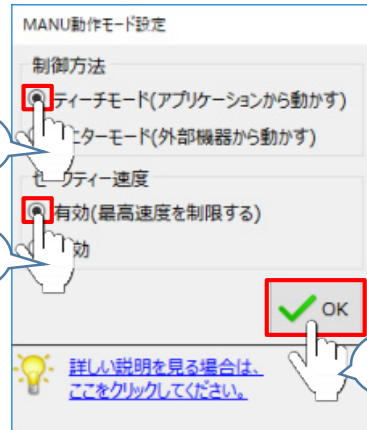 MANU動作モード設定
制御方法
ティーチモード(アプリケーションから動かす)
ニターモード(外部機器から動かす)
セーフティー速度
有効(最高速度を制限する)
効
OK
詳しい説明を見る場合は、
ここをクリックしてください。